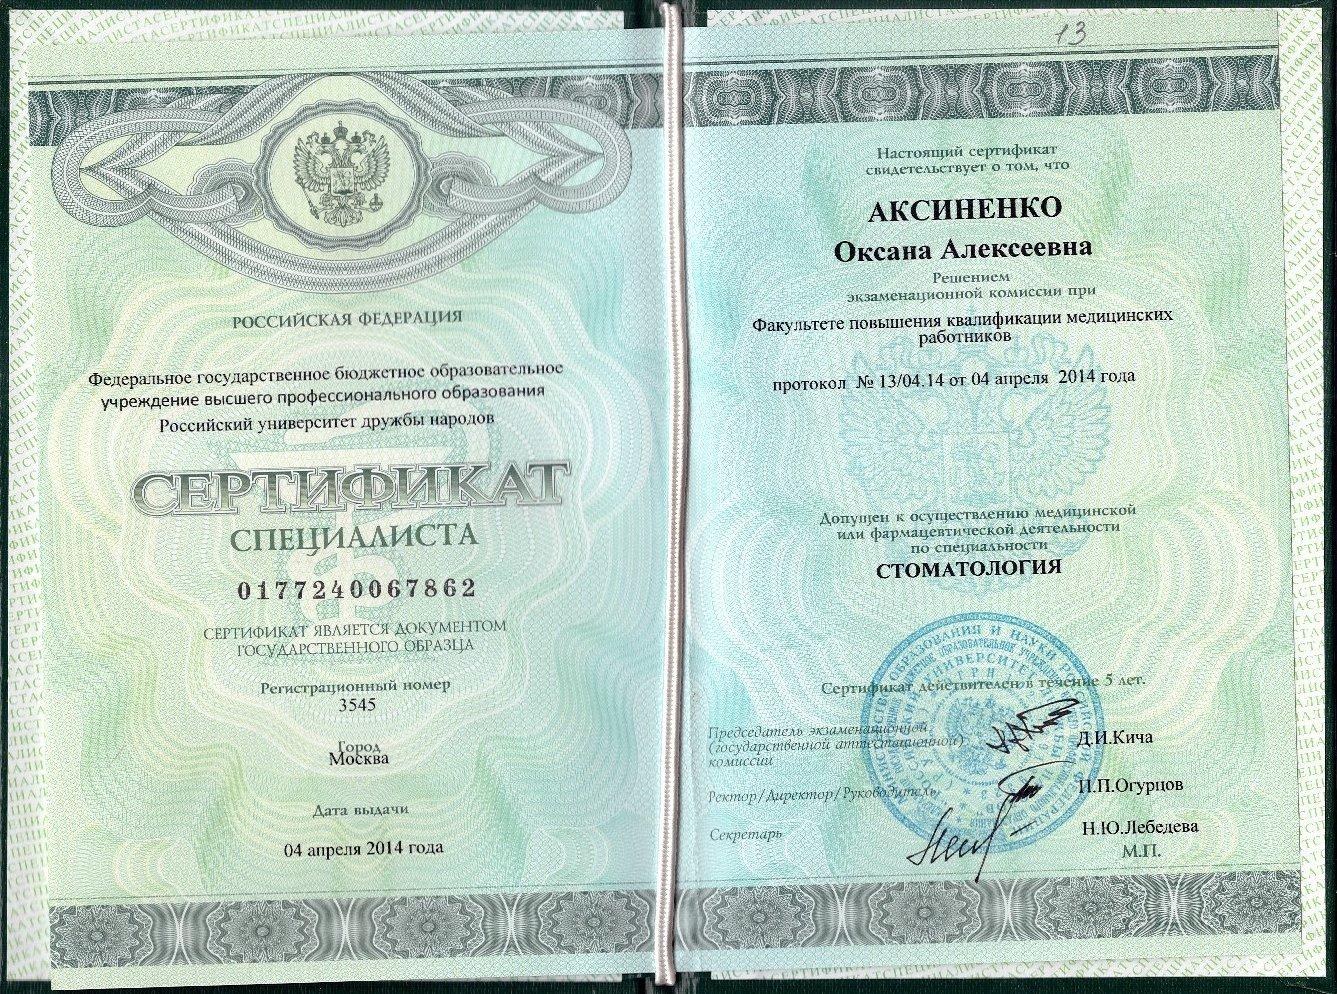 РОССИЙСКАЯ ФЕДЕРАЦИЯ
Федеральное государственное бюджетное образовательное
учреждение высшего профессионального образования
Российский университет дружбы народов
СЕРТИФИКАТ
СПЕЦИАЛИСТА
0177240067862
СЕРТИФИКАТ ЯВЛЯЕТСЯ ДОКУМЕНТОМ
ГОСУДАРСТВЕННОГО ОБРАЗЦА
Регистрационный номер
3545
Город
Москва
Дата выдачи
04 апреля 2014 года
13
Настоящий сертификат
свидетельствует о том, что
АКСИНЕНКО
Оксана Алексеевна
Решением
экзаменационной комиссии при
Факультете повышения квалификации медицинских
работников
протокол № 13/04.14 от 04 апреля 2014 года
Допущен к осуществлению медицинской
или фармацевтической деятельности
по специальности
СТОМАТОЛОГИЯ
Сертификат действителен в течение 5 лет.
Председатель экзаменационной
(государственной аттестационной)
комиссии
Д.И.Кича
Ректор/Директор/Руководитель
П.П.Огурцов
Секретарь
Н.Ю.Лебедева
М.П.